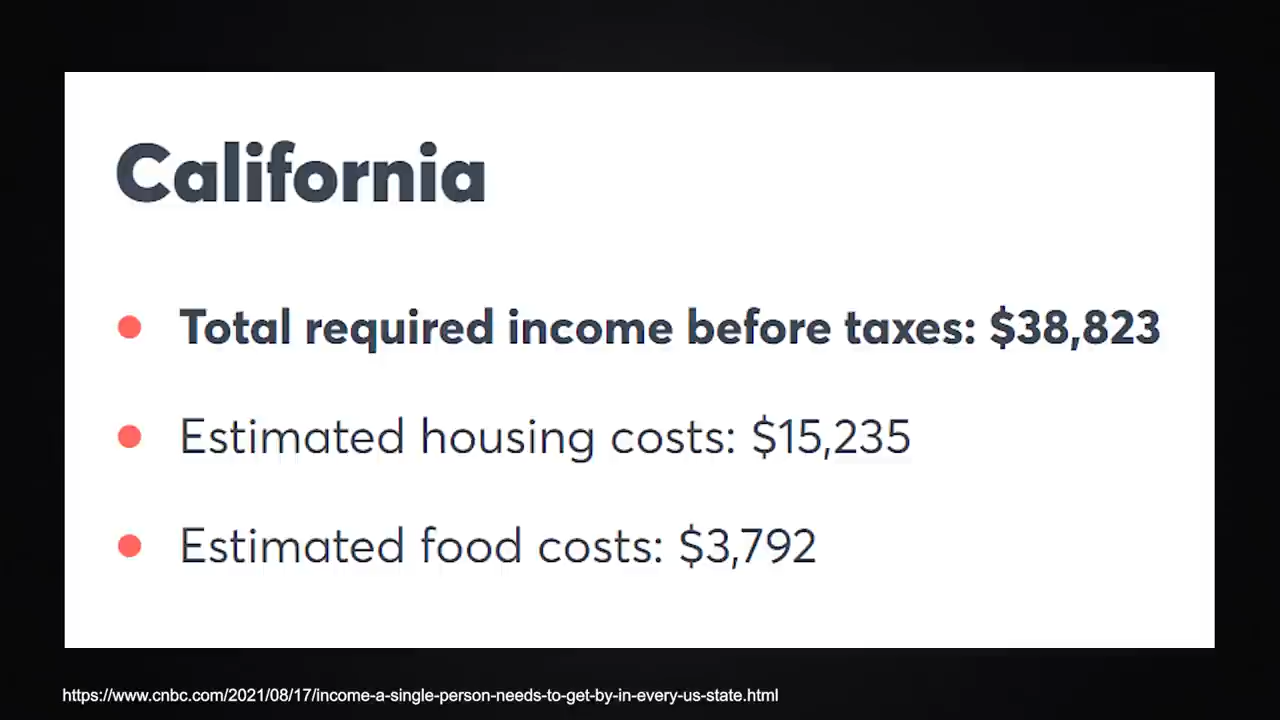 California
Total required income before taxes: $38,823
Estimated housing costs: $15,235
Estimated food costs: $3,792
https://www.cnbc.com/2021/08/17/income-a-single-person-needs-to-get-by-in-every-us-state.html